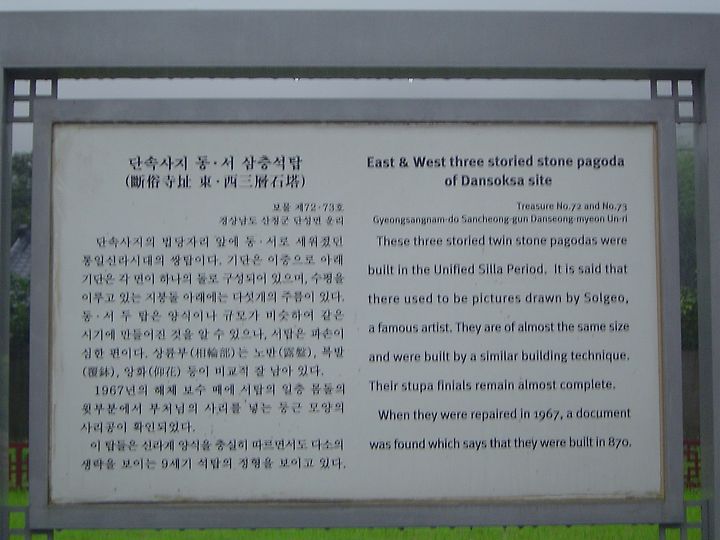 단속사지 동·서 삼층석탑
(斷俗寺址 東·西三層石塔)
보물 제72·73호
경상남도 산청군 단성면 운리
단속사지의 법당자리 앞에 동·서로 세워졌던
통일신라시대의 쌍탑이다. 기단은 이중으로 아래
기단은 각 면이 하나의 돌로 구성되어 있으며, 수평을
이루고 있는 지붕돌 아래에는 다섯개의 주름이 있다.
동·서 두 탑은 양식이나 규모가 비슷하여 같은
시기에 만들어진 것을 알 수 있으나, 서탑은 파손이
심한 편이다. 상륜부(相輪部)는 노반(露盤), 복발
(覆鉢), 앙화(仰花) 등이 비교적 잘 남아 있다.
1967년의 해체 보수 때에 서탑의 일층 몸돌의
윗부분에서 부처님의 사리를 넣는 둥근 모양의
사리공이 확인되었다.
이 탑들은 신라계 양식을 충실히 따르면서도 다소의
생략을 보이는 9세기 석탑의 정형을 보이고 있다.
East & West three storied stone pagoda
of Dansoksa site
Treasure No.72 and No.73
Gyeongsangnam-do Sancheong-gun Danseong-myeon Un-ri
These three storied twin stone pagodas were
built in the Unified Silla Period. It is said that
there used to be pictures drawn by Solgeo,
a famous artist. They are of almost the same size
and were built by a similar building technique.
Their stupa finials remain almost complete.
When they were repaired in 1967, a document
was found which says that they were built in 870.